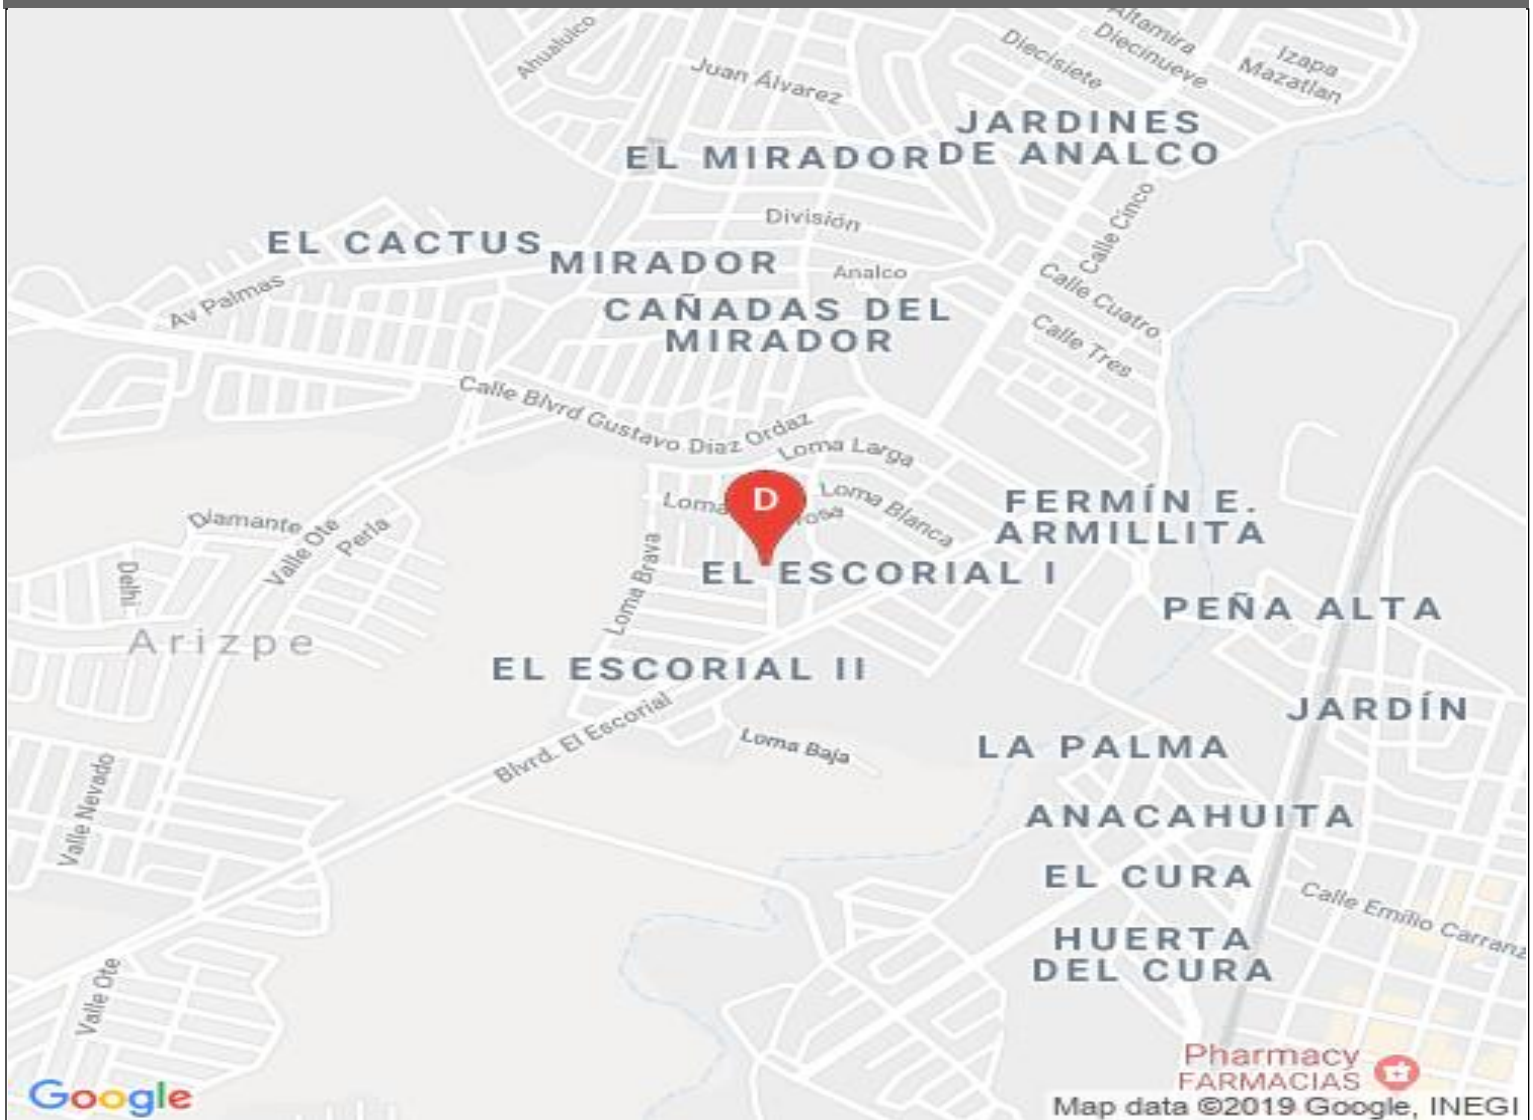 Ahualulco
Juan Álvarez
Altamira
Diecinueve
Diecisiete
Izapa
Mazatlan
JARDINES
DE ANALCO
EL MIRADOR
División
Calle Cinco
EL CACTUS
MIRADOR
Analco
Calle Cuatro
Av Palmas
CAÑADAS DEL
MIRADOR
Calle Tres
Calle Blvrd Gustavo Diaz Ordaz
Loma Larga
Loma
D
rosa
Loma Blanca
FERMÍN E.
ARMILLITA
Diamante
Valle Ote
Perla
Delhi
Loma Brava
EL ESCORIAL I
PEÑA ALTA
Arizpe
EL ESCORIAL II
JARDÍN
Blvrd. El Escorial
Loma Baja
LA PALMA
Valle Nevado
ANACAHUITA
EL CURA
Calle Emilio Carranz
HUERTA
DEL CURA
Valle Ote
Pharmacy
FARMACIAS
Google
Map data ©2019 Google, INEGI